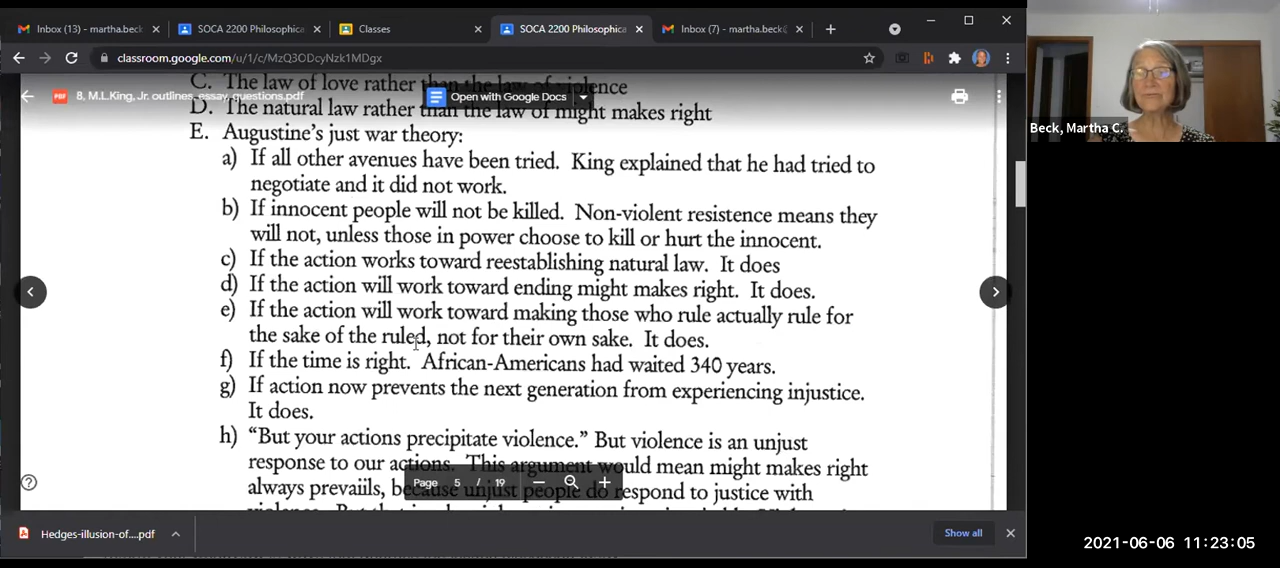 Inbox (13) - martha.beck
SOCA 2200 Philosophica
Classes
SOCA 2200 Philosophica
Inbox (7) - martha.beck@
classroom.google.com/u/1/c/MzQ3ODcyNzk1MDgx
C. The law of love rather than the law of violence
8. M.L.King, Jr. outlines, essay, questions.pdf
Open with Google Docs
D. The natural law rather than the law of might makes right
E. Augustine's just war theory:
a) If all other avenues have been tried. King explained that he had tried to
negotiate and it did not work.
b) If innocent people will not be killed. Non-violent resistence means they
will not, unless those in power choose to kill or hurt the innocent.
c) If the action works toward reestablishing natural law. It does
d) If the action will work toward ending might makes right. It does.
e) If the action will work toward making those who rule actually rule for
the sake of the ruled, not for their own sake. It does.
f) If the time is right. African-Americans had waited 340 years.
g) If action now prevents the next generation from experiencing injustice.
It does.
h) "But your actions precipitate violence." But violence is an unjust
response to our actions. This argument would mean might makes right
always prevaiils, because unjust people do respond to justice with
Page 5 / 19
Hedges-illusion-of....pdf
Show all
Beck, Martha C.
2021-06-06 11:23:05